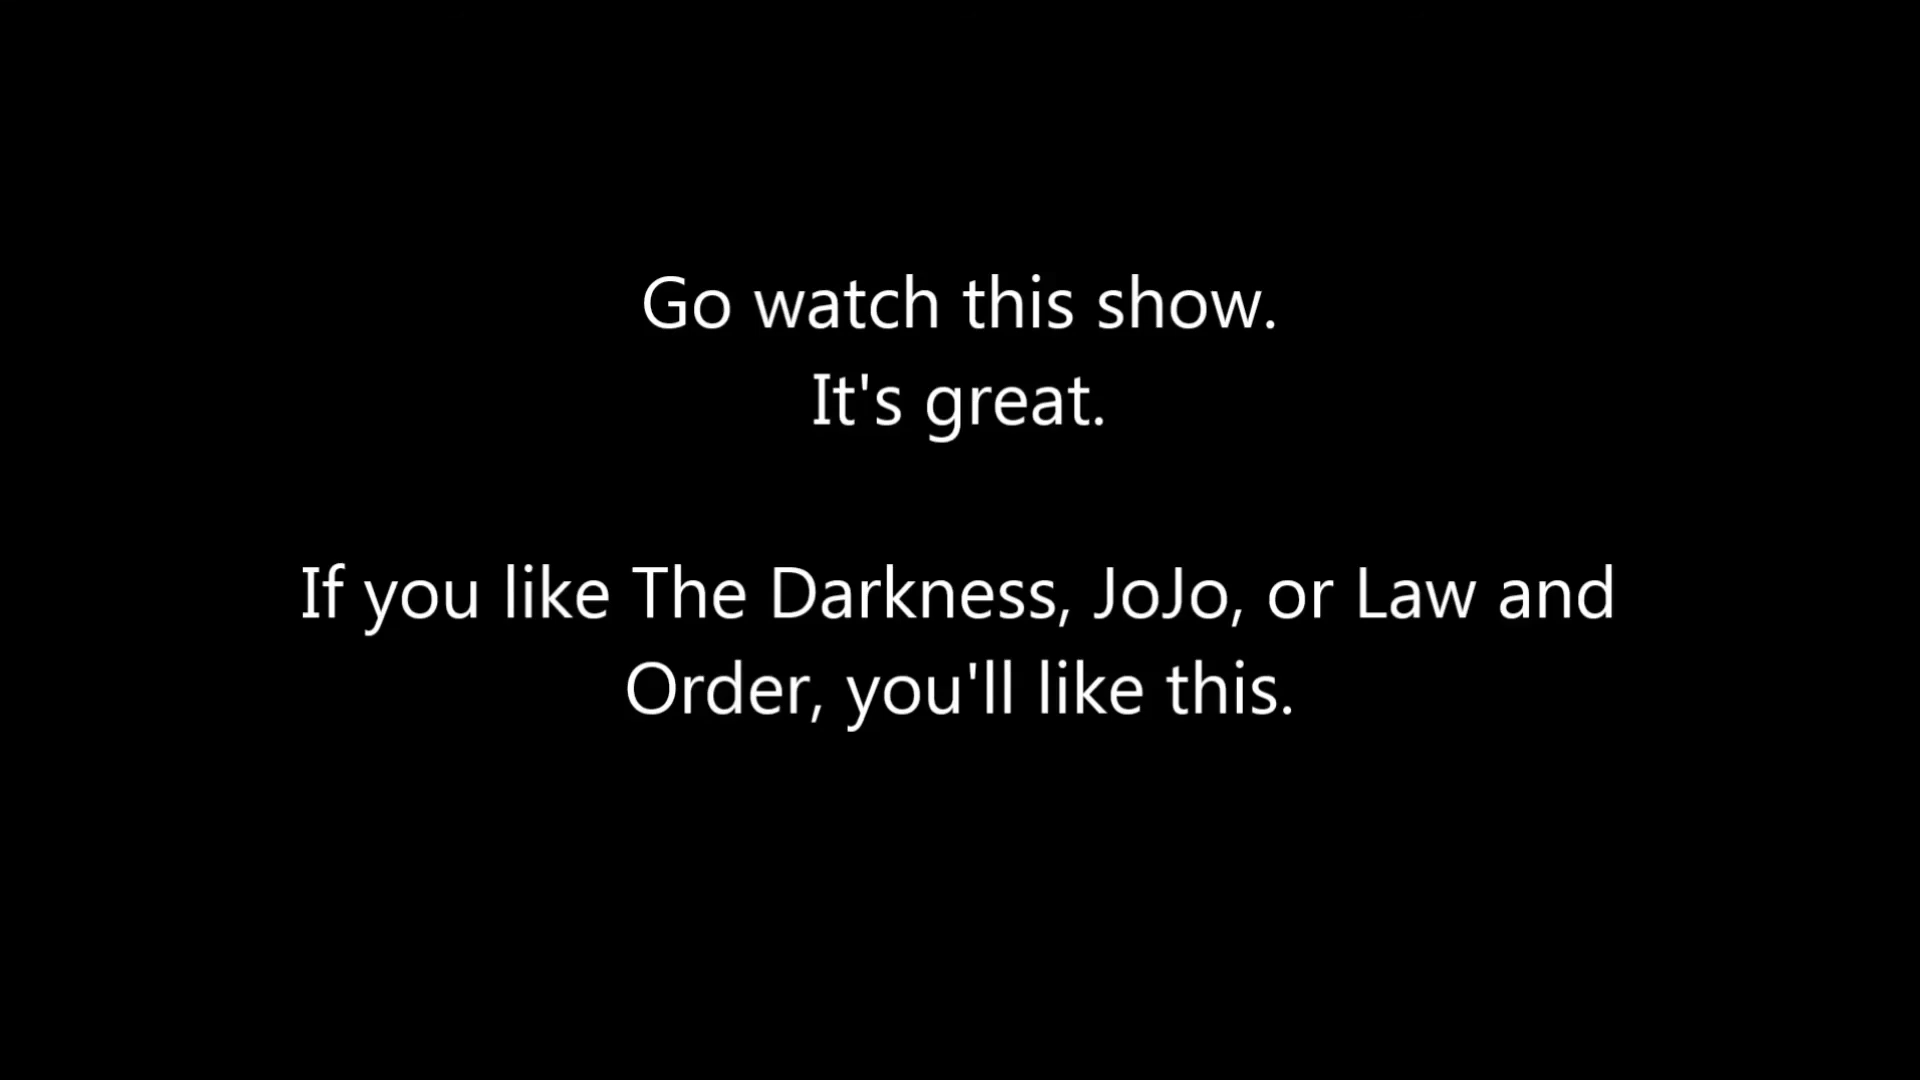 Go watch this show.
It's great.
If you like The Darkness, JoJo, or Law and
Order, you'll like this.